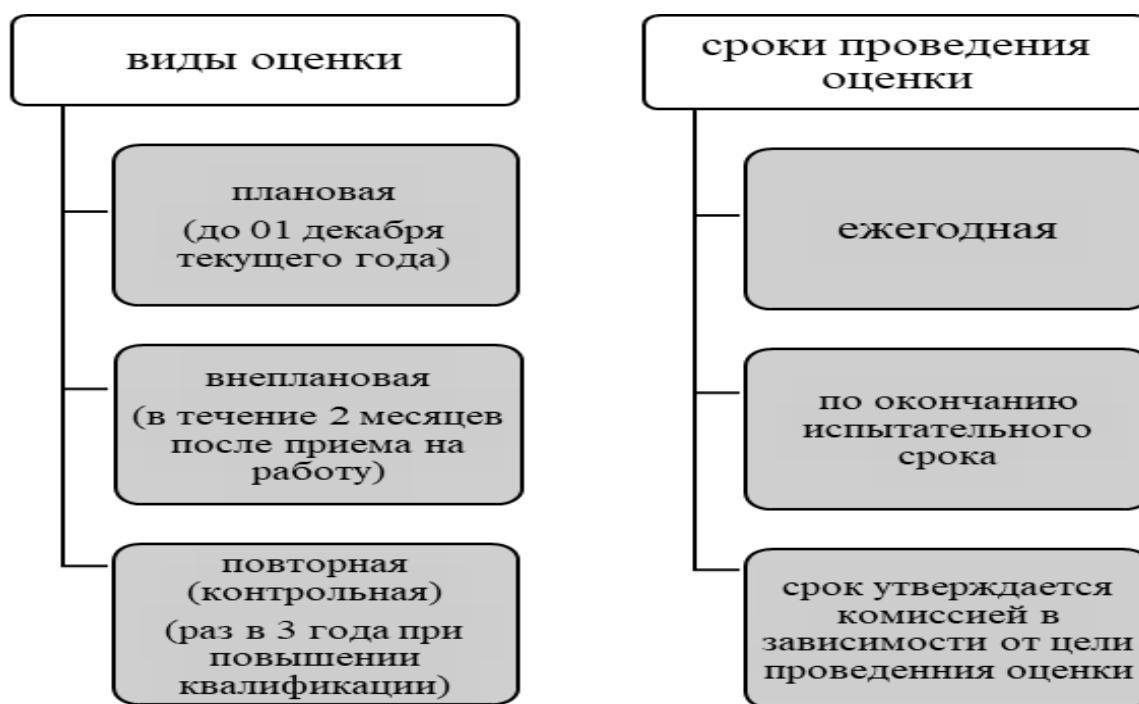 виды оценки
плановая
(до 01 декабря
текущего года)
внеплановая
(в течение 2 месяцев
после приема на
работу)
повторная
(контрольная)
(раз в 3 года при
повышении
квалификации)
сроки проведения
оценки
ежегодная
по окончанию
испытательного
срока
срок утверждается
комиссией в
зависимости от цели
проведенния оценки